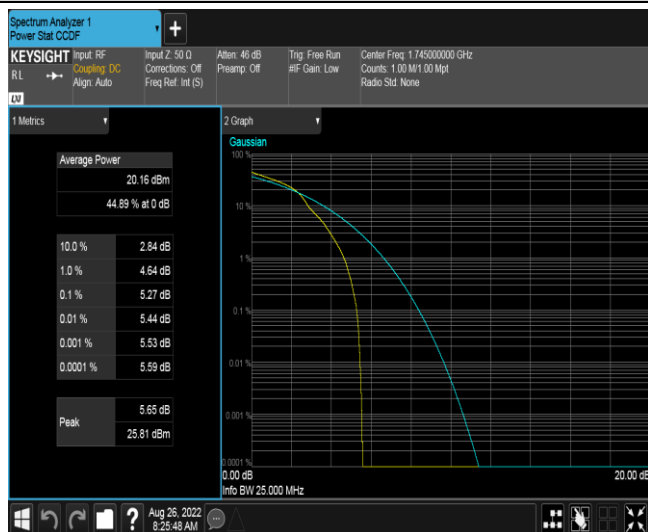 Spectrum Analyzer 1
Power Stat CCDF
KEYSIGHT
RL
LXI
Input: RF
Coupling: DC
Align: Auto
Input Z: 50 Ω
Corrections: Off
Freq Ref: Int (S)
Atten: 46 dB
Preamp: Off
Trig: Free Run
#IF Gain: Low
Center Freq: 1.745000000 GHz
Counts: 1.00 M/1.00 Mpt
Radio Std: None
1 Metrics
Average Power
20.16 dBm
44.89 % at 0 dB
10.0 % 2.84 dB
1.0 % 4.64 dB
0.1 % 5.27 dB
0.01 % 5.44 dB
0.001 % 5.53 dB
0.0001 % 5.59 dB
Peak
5.65 dB
25.81 dBm
2 Graph
Gaussian
100 %
10 %
1 %
0.1 %
0.01 %
0.001 %
0.0001 %
0.00 dB
20.00 dB
Info BW 25.000 MHz
?
Aug 26, 2022
8:25:48 AM